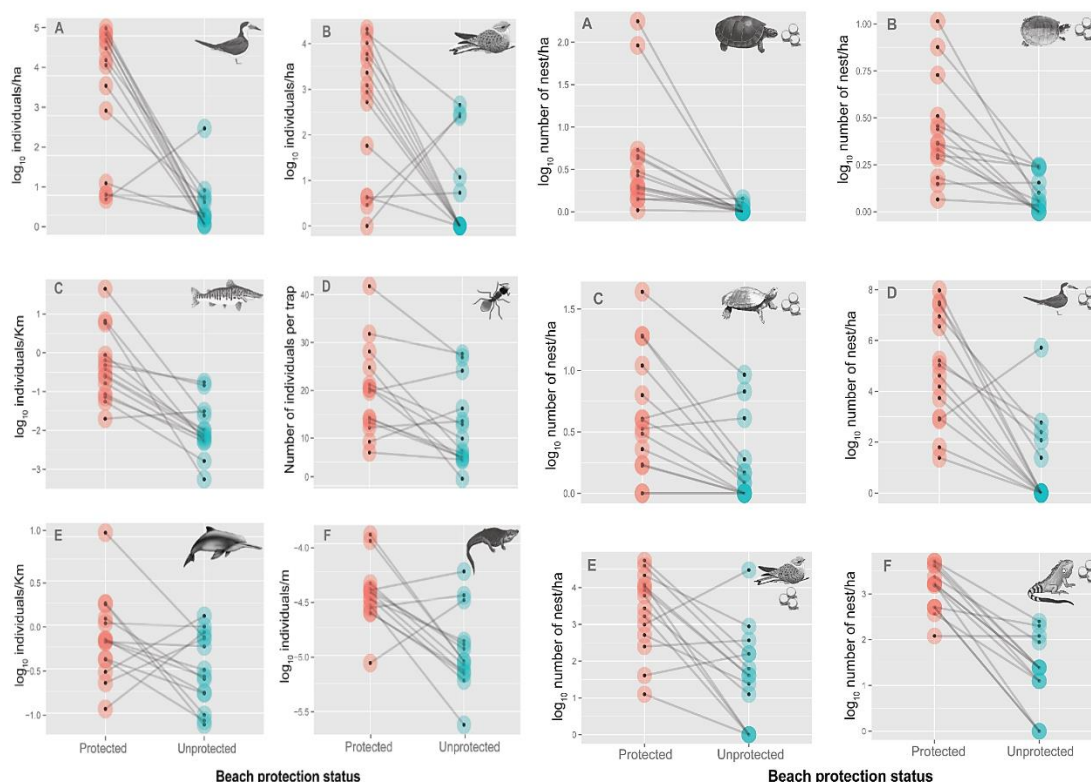 A
log10 individuals/ha
5
4
3
2
1
0
B
log10 individuals/ha
4
3
2
1
0
A
log10 number of nest/ha
2.0
1.5
1.0
0.5
0.0
B
log10 number of nest/ha
1.00
0.75
0.50
0.25
0.00
C
log10 individuals/Km
1
0
−1
−2
−3
D
Number of individuals per trap
40
30
20
10
0
C
log10 number of nest/ha
1.5
1.0
0.5
0.0
D
log10 number of nest/ha
8
6
4
2
0
E
log10 individuals/Km
1.0
0.5
0.0
−0.5
−1.0
Protected Unprotected
F
log10 individuals/m
−4.0
−4.5
−5.0
−5.5
Protected Unprotected
E
log10 number of nest/ha
4
3
2
1
0
Protected Unprotected
F
log10 number of nest/ha
3
2
1
0
Protected Unprotected
Beach protection status
Beach protection status